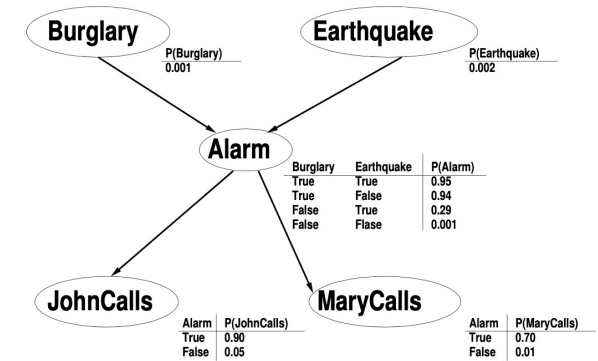 Burglary
P(Burglary)
0.001
Earthquake
P(Earthquake)
0.002
Alarm
Burglary Earthquake P(Alarm)
True True 0.95
True False 0.94
False True 0.29
False Flase 0.001
JohnCalls
Alarm P(JohnCalls)
True 0.90
False 0.05
MaryCalls
Alarm P(MaryCalls)
True 0.70
False 0.01